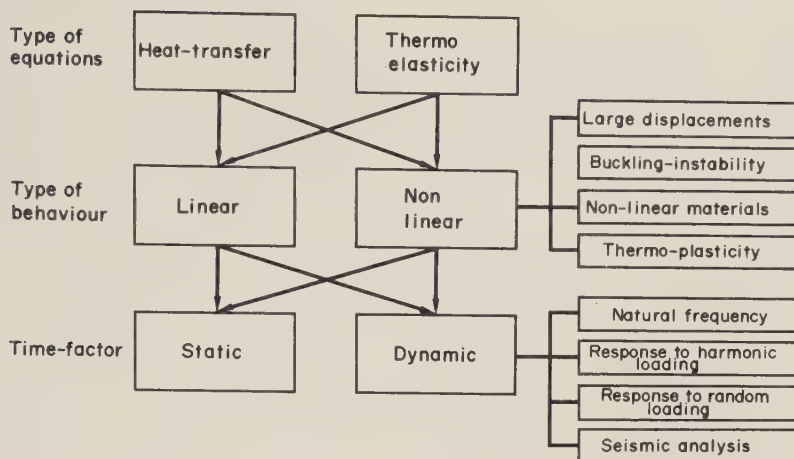 Type of
equations
Heat-transfer
Thermo
elasticity
Type of
behaviour
Linear
Non
linear
Large displacements
Buckling-instability
Non-linear materials
Thermo-plasticity
Time-factor
Static
Dynamic
Natural frequency
Response to harmonic
loading
Response to random
loading
Seismic analysis